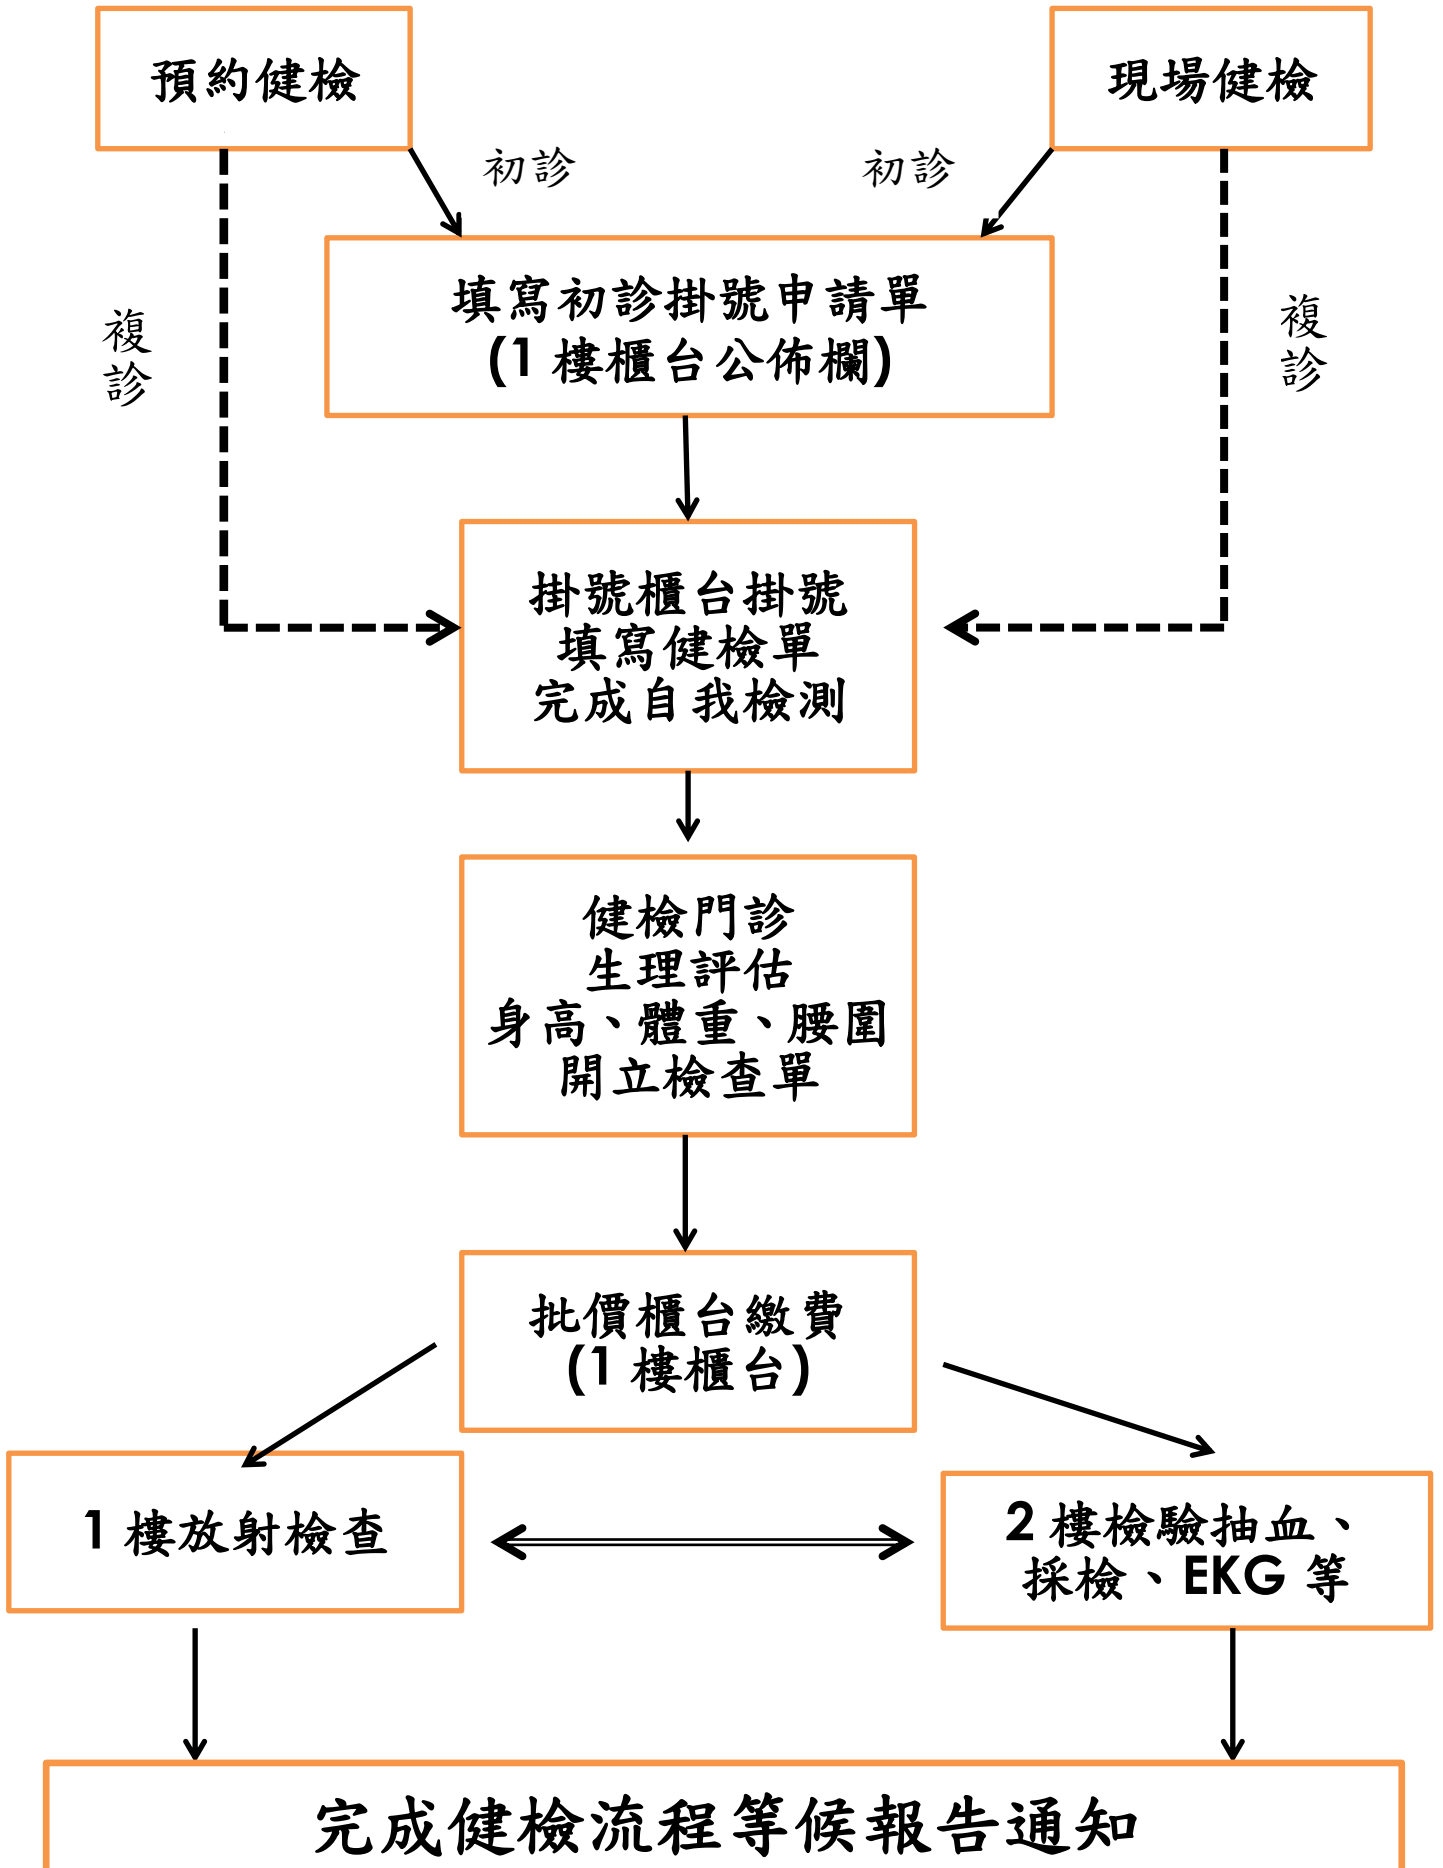 預約健檢
現場健檢
初診
初診
填寫初診掛號申請單
(1 樓櫃台公佈欄)
複診
複診
掛號櫃台掛號
填寫健檢單
完成自我檢測
健檢門診
生理評估
身高、體重、腰圍
開立檢查單
批價櫃台繳費
(1 樓櫃台)
1 樓放射檢查
2 樓檢驗抽血、
採檢、EKG 等
完成健檢流程等候報告通知